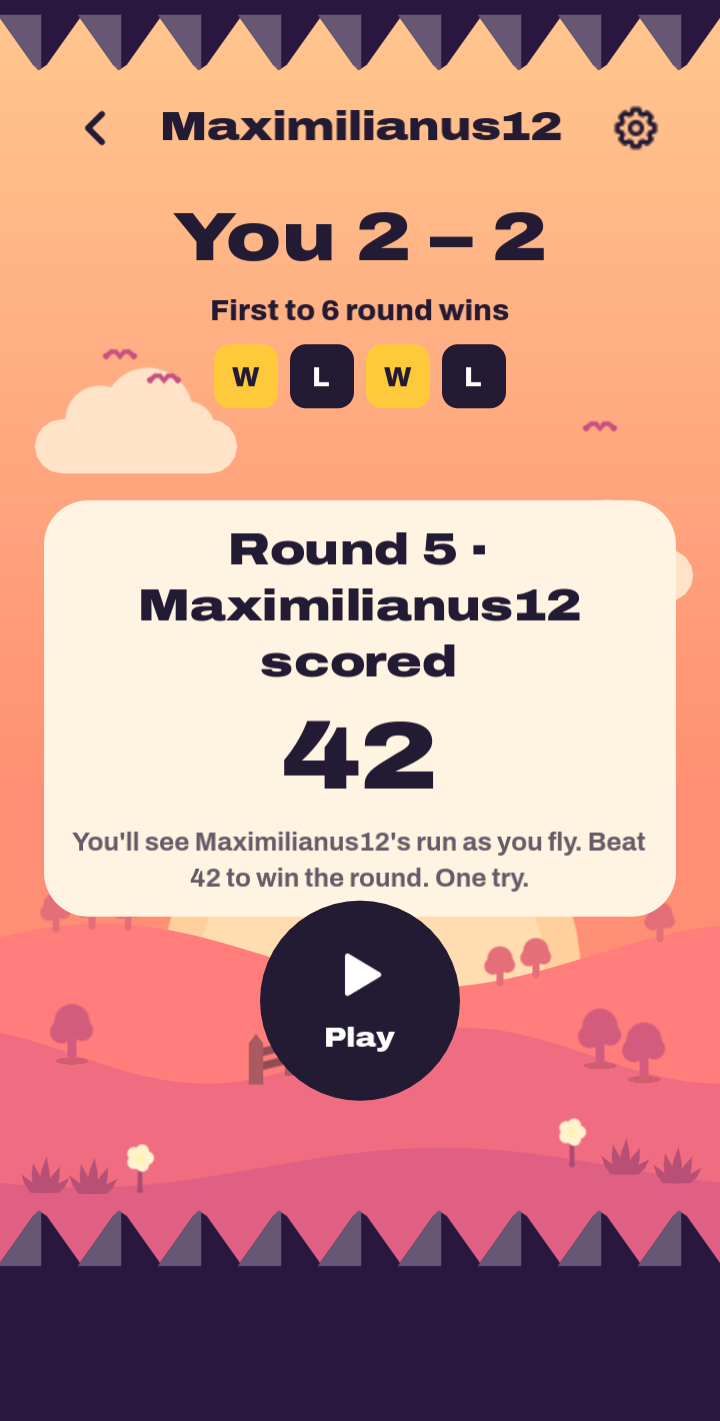 Maximilianus12
You 2 – 2
First to 6 round wins
W L W L
Round 5 ·
Maximilianus12
scored
42
You'll see Maximilianus12's run as you fly. Beat
42 to win the round. One try.
Play